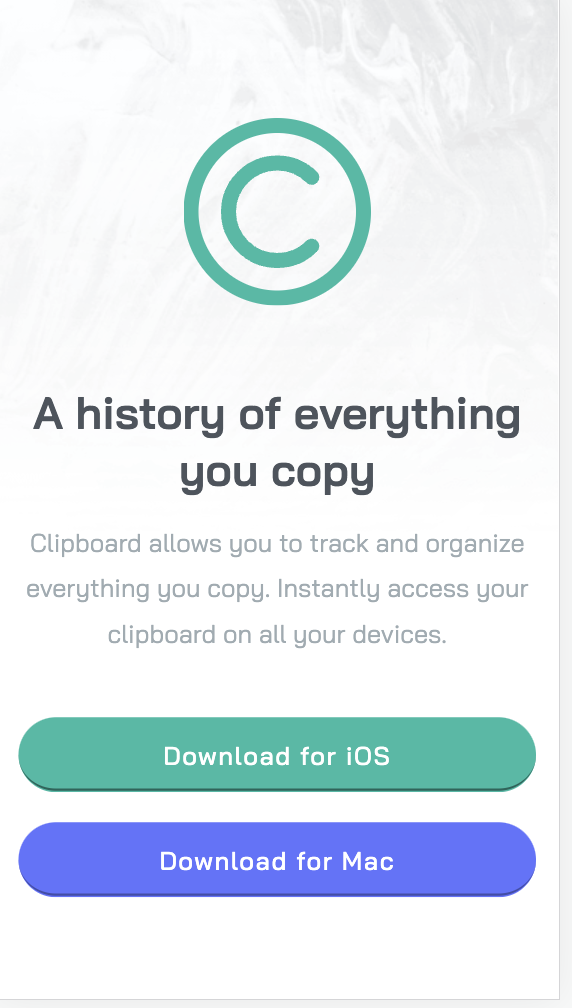 A history of everything
you copy
Clipboard allows you to track and organize
everything you copy. Instantly access your
clipboard on all your devices.
Download for iOS
Download for Mac